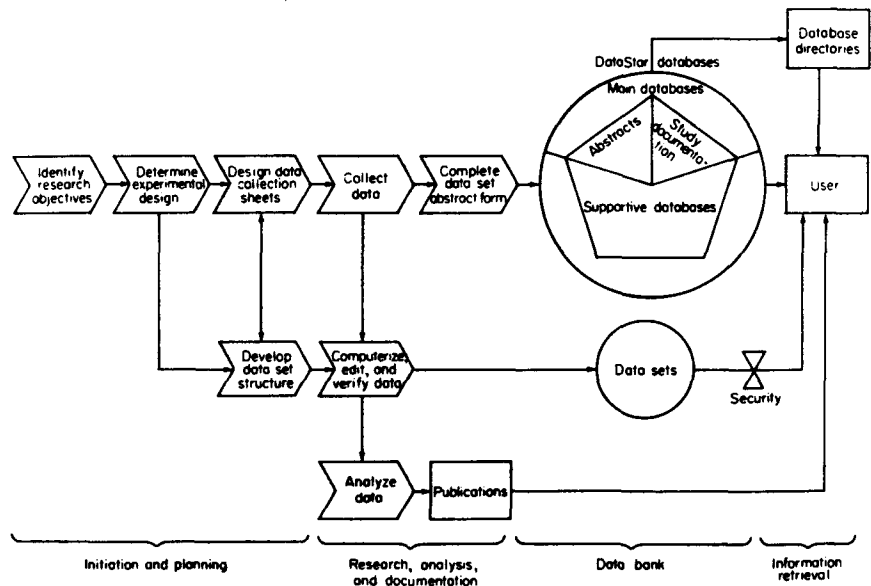 Database
directories
DataStar databases
Main databases
Abstracts
Study
documenta-
tion
Supportive databases
Identify
research
objectives
Determine
experimental
design
Design data
collection
sheets
Collect
data
Complete
data set
abstract form
User
Develop
data set
structure
Computerize,
edit, and
verify data
Data sets
Security
Analyze
data
Publications
Initiation and planning
Research, analysis,
and documentation
Data bank
Information
retrieval